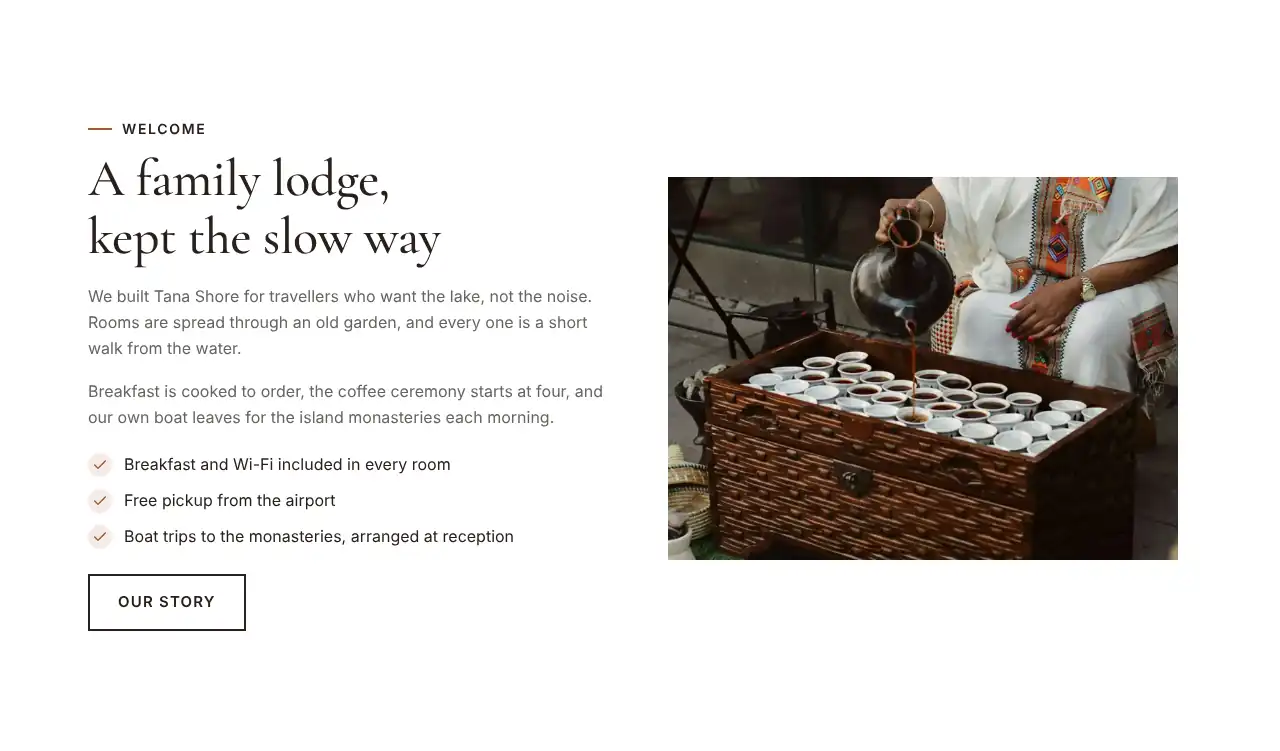 WELCOME
A family lodge,
kept the slow way
We built Tana Shore for travellers who want the lake, not the noise.
Rooms are spread through an old garden, and every one is a short
walk from the water.
Breakfast is cooked to order, the coffee ceremony starts at four, and
our own boat leaves for the island monasteries each morning.
Breakfast and Wi-Fi included in every room
Free pickup from the airport
Boat trips to the monasteries, arranged at reception
OUR STORY